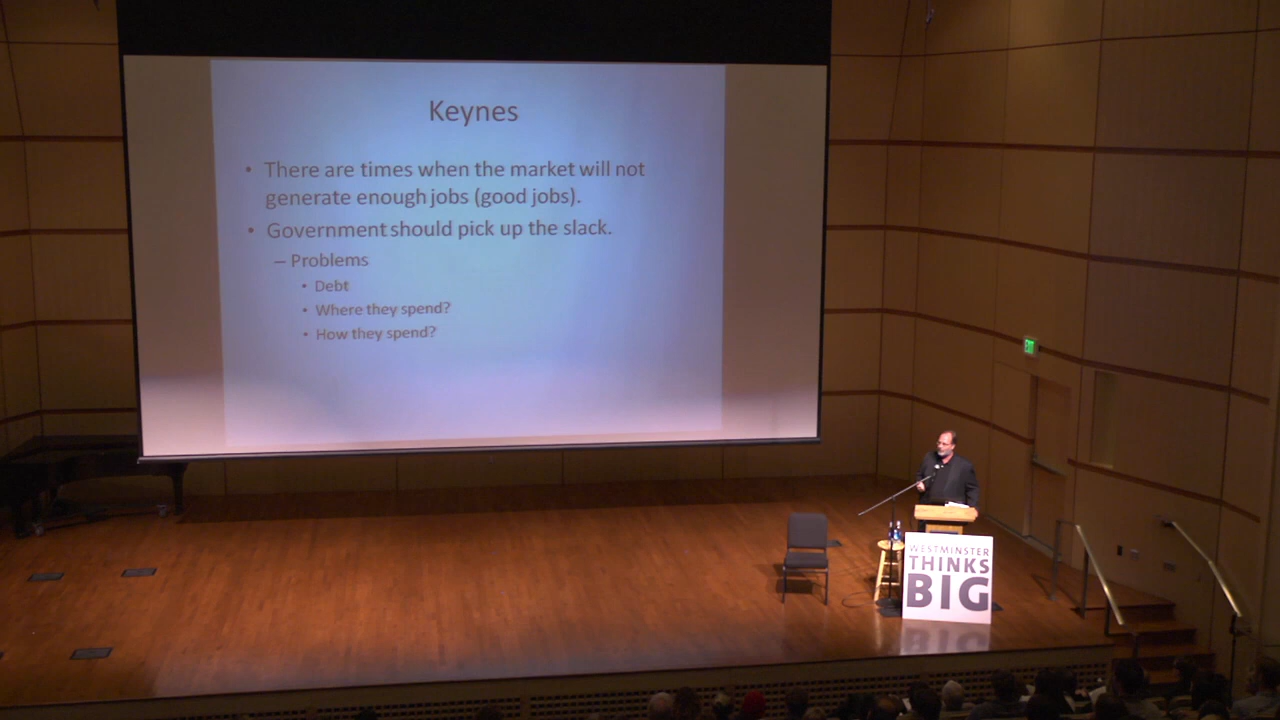 Keynes
• There are times when the market will not
generate enough jobs (good jobs).
• Government should pick up the slack.
– Problems
• Debt
• Where they spend?
• How they spend?
WESTMINSTER
THINKS
BIG